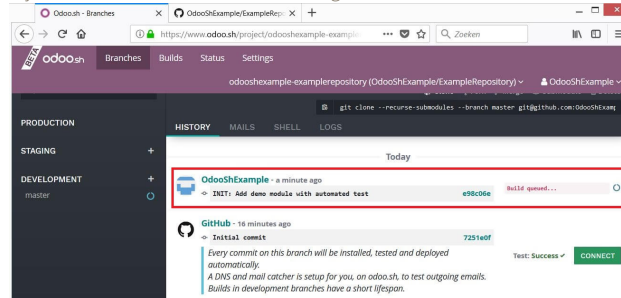 Odoo.sh - Branches
OdooShExample/ExampleRepo
https://www.odoo.sh/project/odooshexample-example
Zoeken
BETA
odoo.sh Branches Builds Status Settings
odooshexample-examplerepository (OdooShExample/ExampleRepository) OdooShExample
git clone --recurse-submodules --branch master git@github.com:OdooShExamp
PRODUCTION
STAGING +
DEVELOPMENT +
master
HISTORY MAILS SHELL LOGS
Today
OdooShExample - a minute ago
INIT: Add demo module with automated test e98c06e
Build queued...
GitHub - 16 minutes ago
Initial commit 7251e0f
Every commit on this branch will be installed, tested and deployed
automatically.
A DNS and mail catcher is setup for you, on odoo.sh, to test outgoing emails.
Builds in development branches have a short lifespan.
Test: Success ✓ CONNECT